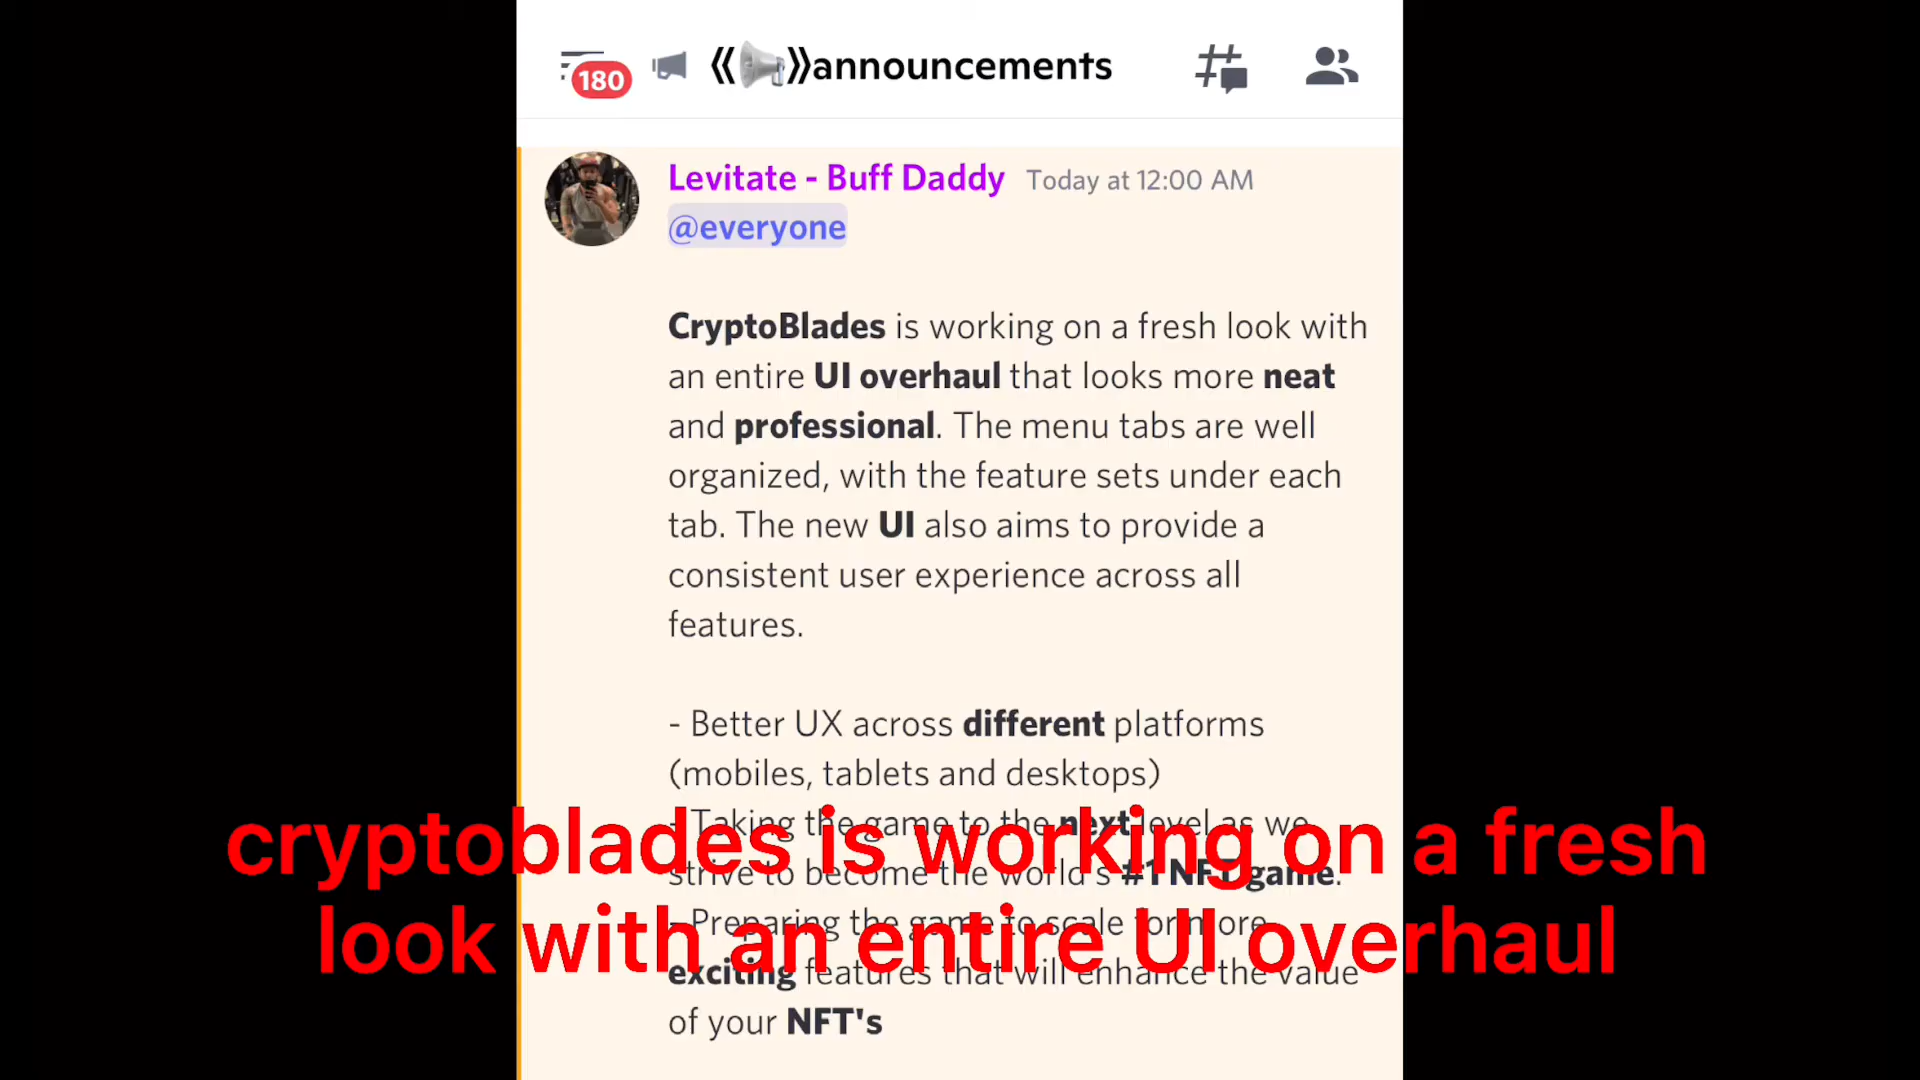 180
《📢》announcements
Levitate - Buff Daddy Today at 12:00 AM
@everyone
CryptoBlades is working on a fresh look with
an entire UI overhaul that looks more neat
and professional. The menu tabs are well
organized, with the feature sets under each
tab. The new UI also aims to provide a
consistent user experience across all
features.
- Better UX across different platforms
(mobiles, tablets and desktops)
- Taking the game to the next level as we
strive to become the world's #1 NFT game.
- Preparing the game to scale for more
exciting features that will enhance the value
of your NFT's
cryptoblades is working on a fresh
look with an entire UI overhaul